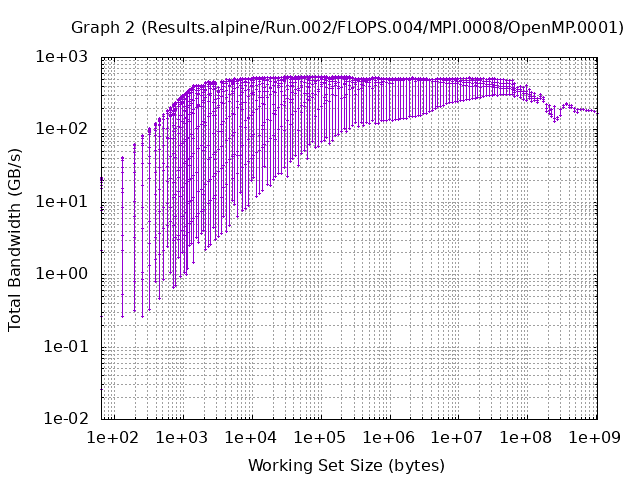 Graph 2 (Results.alpine/Run.002/FLOPS.004/MPI.0008/OpenMP.0001)
1e+03
1e+02
1e+01
1e+00
1e-01
1e-02
Total Bandwidth (GB/s)
1e+02 1e+03 1e+04 1e+05 1e+06 1e+07 1e+08 1e+09
Working Set Size (bytes)